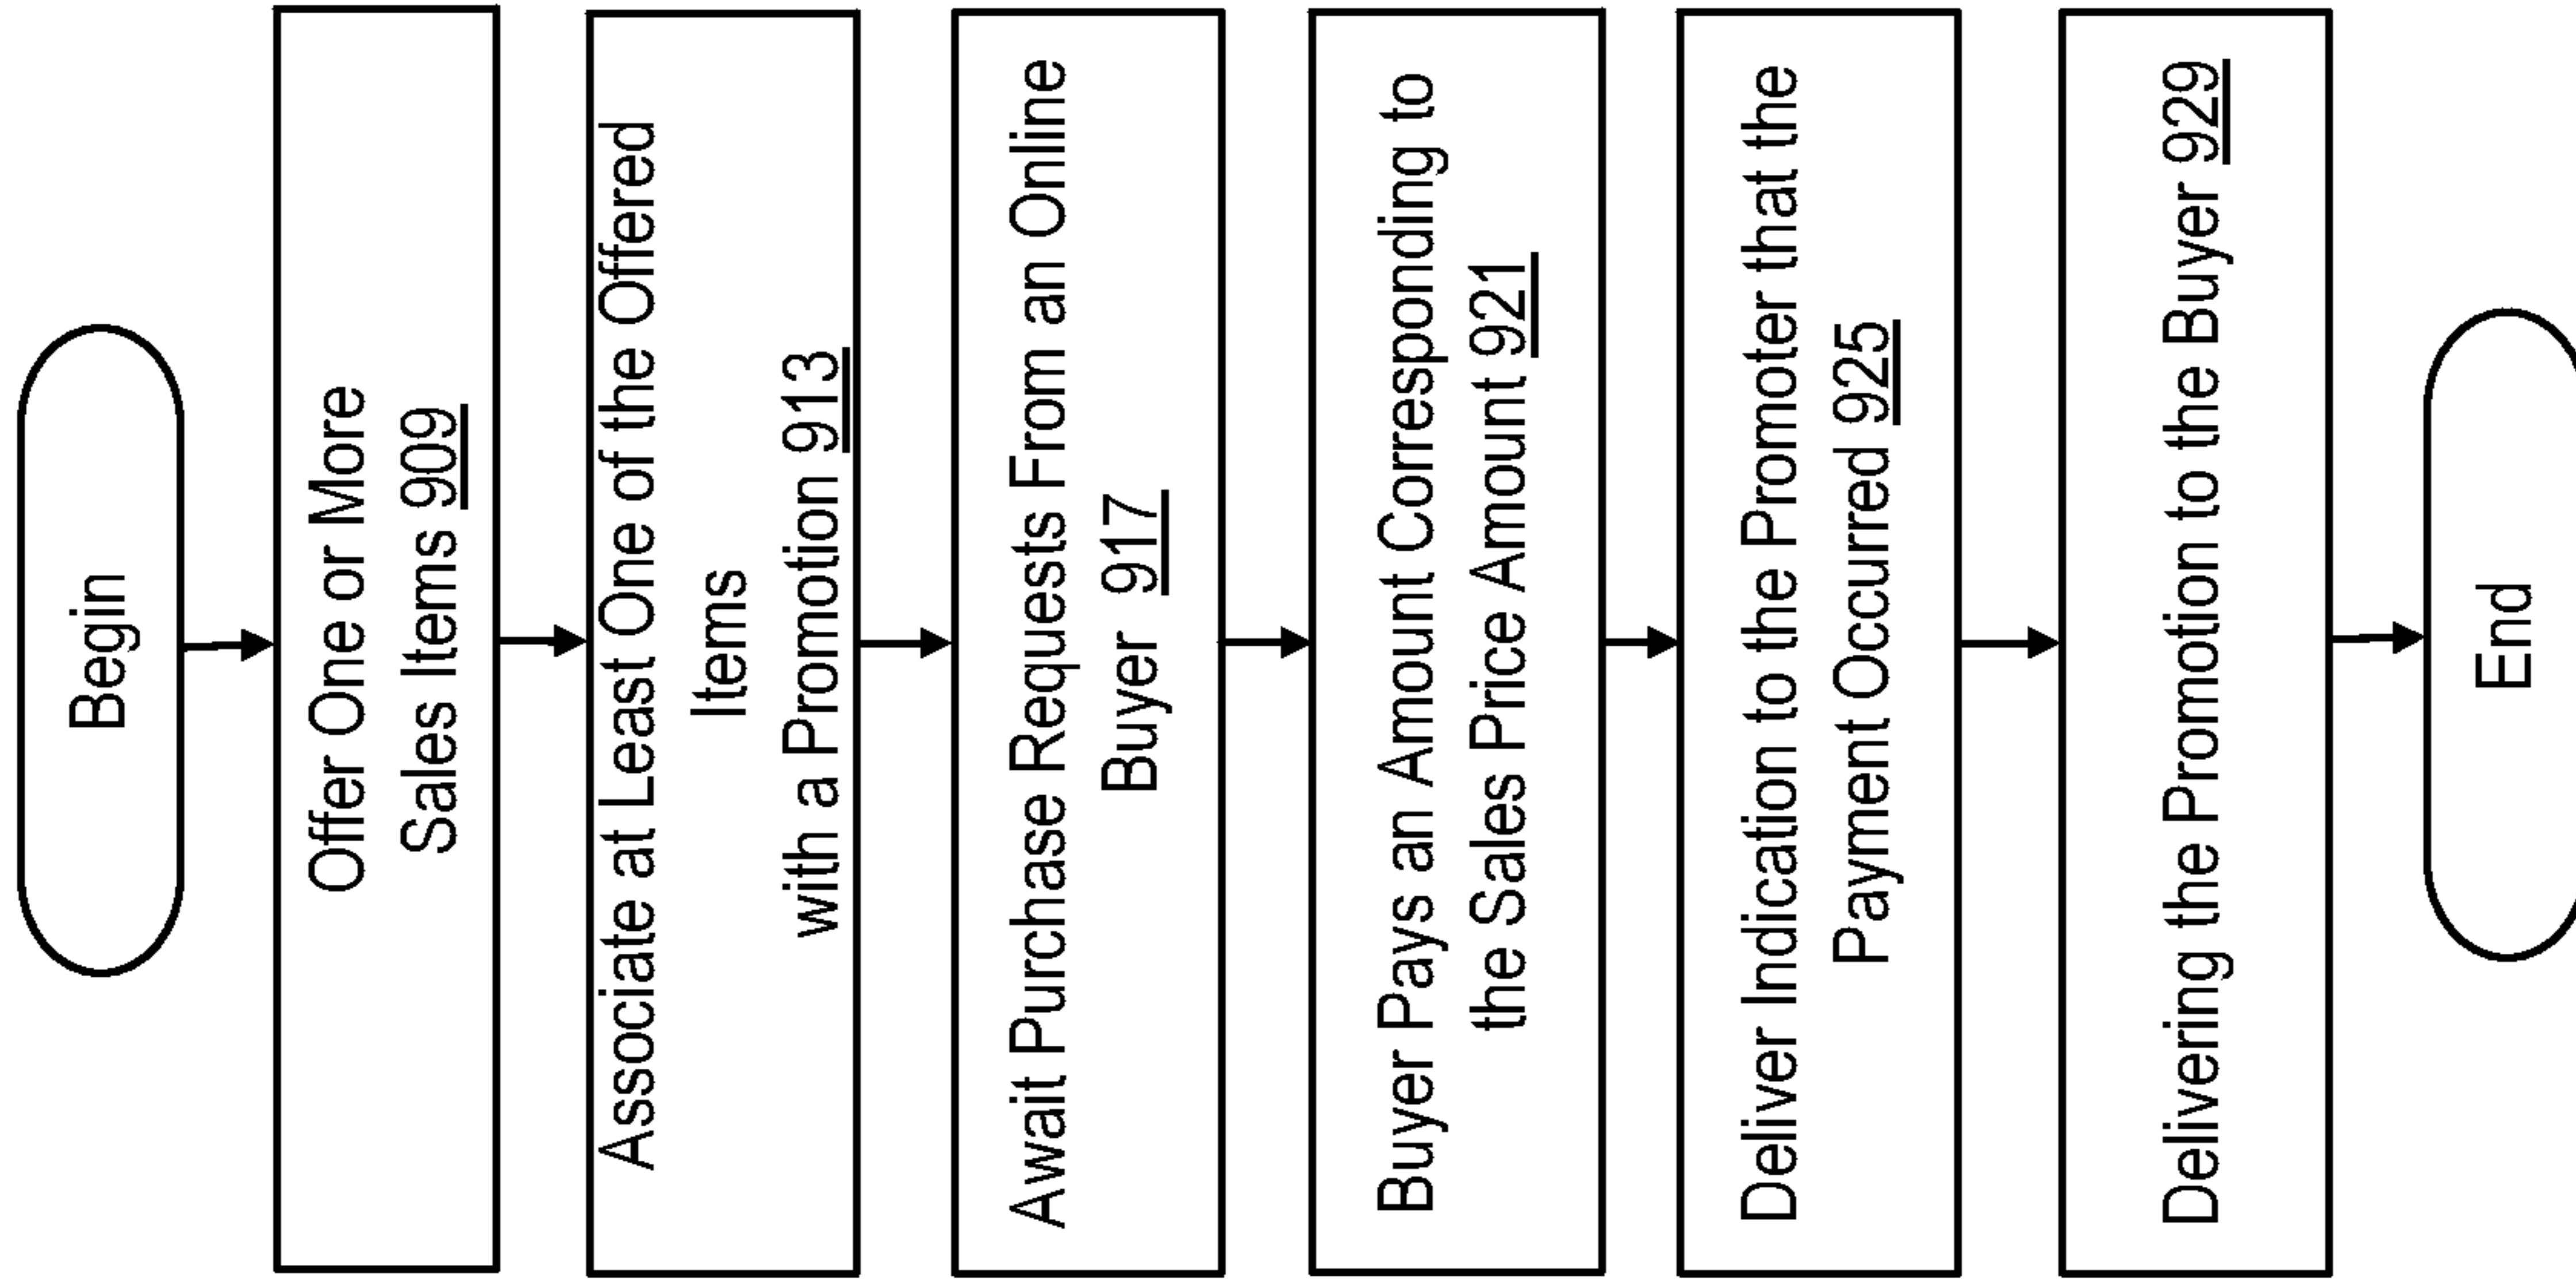 Begin
Offer One or More
Sales Items 909
Associate at Least One of the Offered
Items
with a Promotion 913
Await Purchase Requests From an Online
Buyer 917
Buyer Pays an Amount Corresponding to
the Sales Price Amount 921
Deliver Indication to the Promoter that the
Payment Occurred 925
Delivering the Promotion to the Buyer 929
End